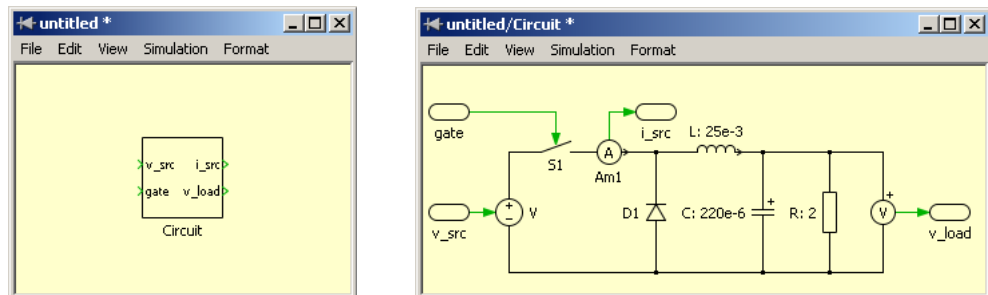 untitled *
File Edit View Simulation Format
v_src i_src
gate v_load
Circuit
untitled/Circuit *
File Edit View Simulation Format
gate
S1
A
Am1
i_src
L: 25e-3
v_src
V
D1
C: 220e-6
R: 2
V
v_load